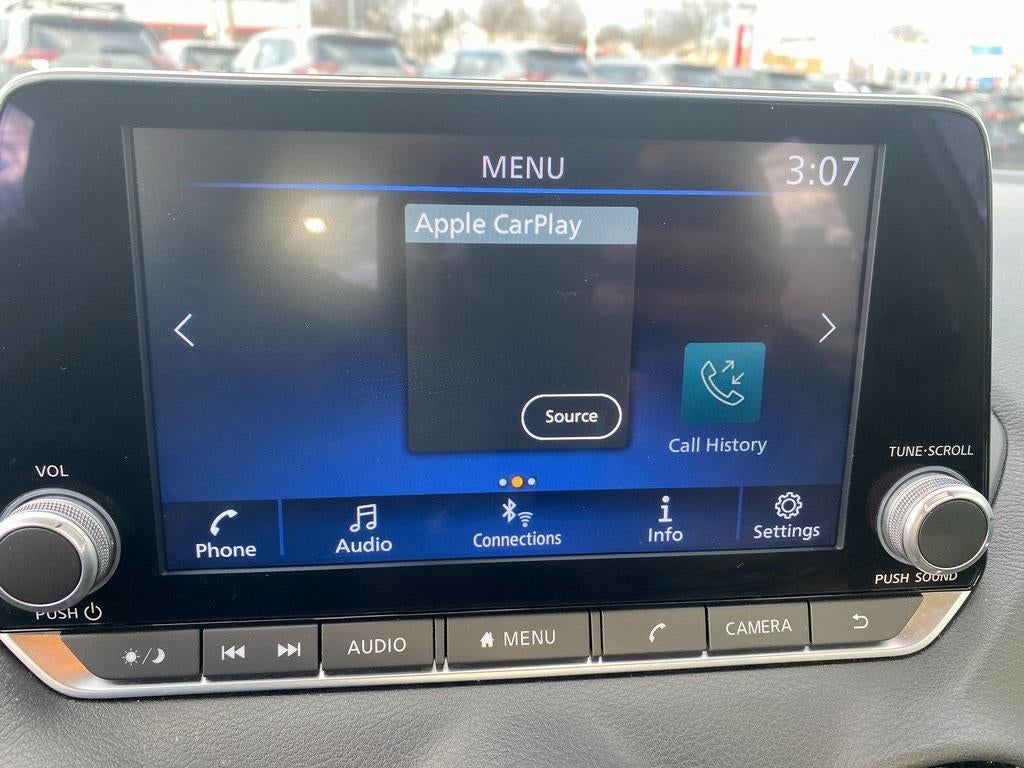 MENU
3:07
Apple CarPlay
Source
Call History
VOL
TUNE·SCROLL
Phone
Audio
Connections
Info
Settings
PUSH
PUSH SOUND
AUDIO
MENU
CAMERA